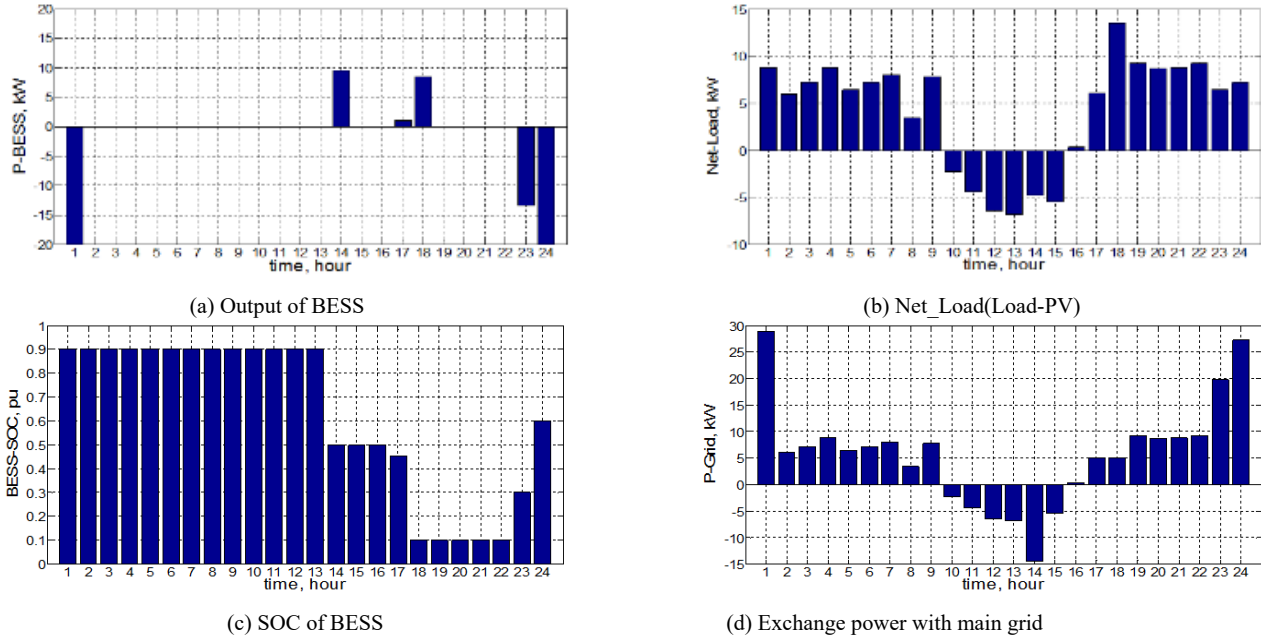 20
15
10
5
0
-5
-10
-15
20
P-BESS, kW
1 2 3 4 5 6 7 8 9 10 11 12 13 14 15 16 17 18 19 20 21 22 23 24
time, hour
(a) Output of BESS
15
10
5
0
-5
-10
Net-Load, kW
1 2 3 4 5 6 7 8 9 10 11 12 13 14 15 16 17 18 19 20 21 22 23 24
time, hour
(b) Net_Load(Load-PV)
1
0.9
0.8
0.7
0.6
0.5
0.4
0.3
0.2
0.1
0
BESS-SOC, pu
1 2 3 4 5 6 7 8 9 10 11 12 13 14 15 16 17 18 19 20 21 22 23 24
time, hour
(c) SOC of BESS
30
25
20
15
10
5
0
-5
-10
-15
P-Grid, kW
1 2 3 4 5 6 7 8 9 10 11 12 13 14 15 16 17 18 19 20 21 22 23 24
time, hour
(d) Exchange power with main grid